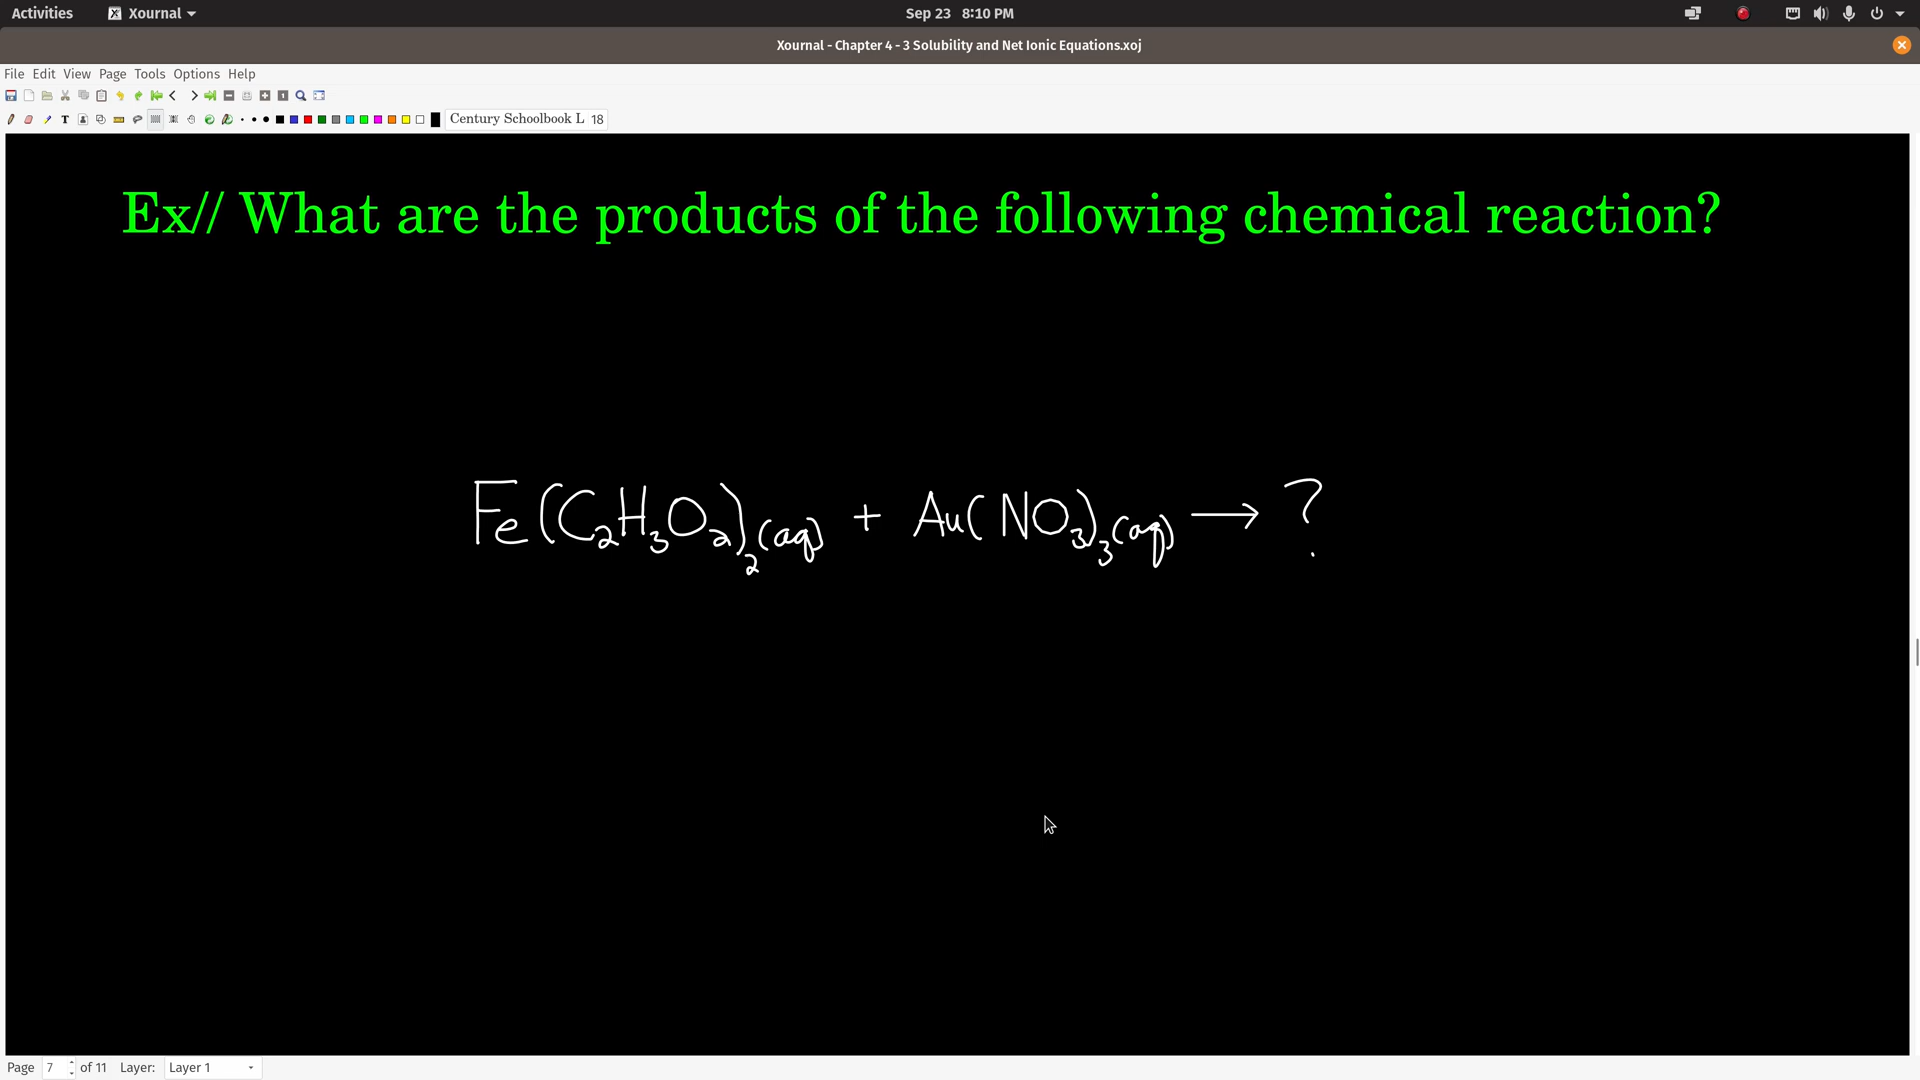 Activities Xournal Sep 23 8:10 PM
Xournal - Chapter 4 - 3 Solubility and Net Ionic Equations.xoj
File Edit View Page Tools Options Help
T Century Schoolbook L 18
Ex// What are the products of the following chemical reaction?
Fe(C₂H₃O₂)₂(aq) + Au(NO₃)₃(aq) → ?
Page 7 of 11 Layer: Layer 1